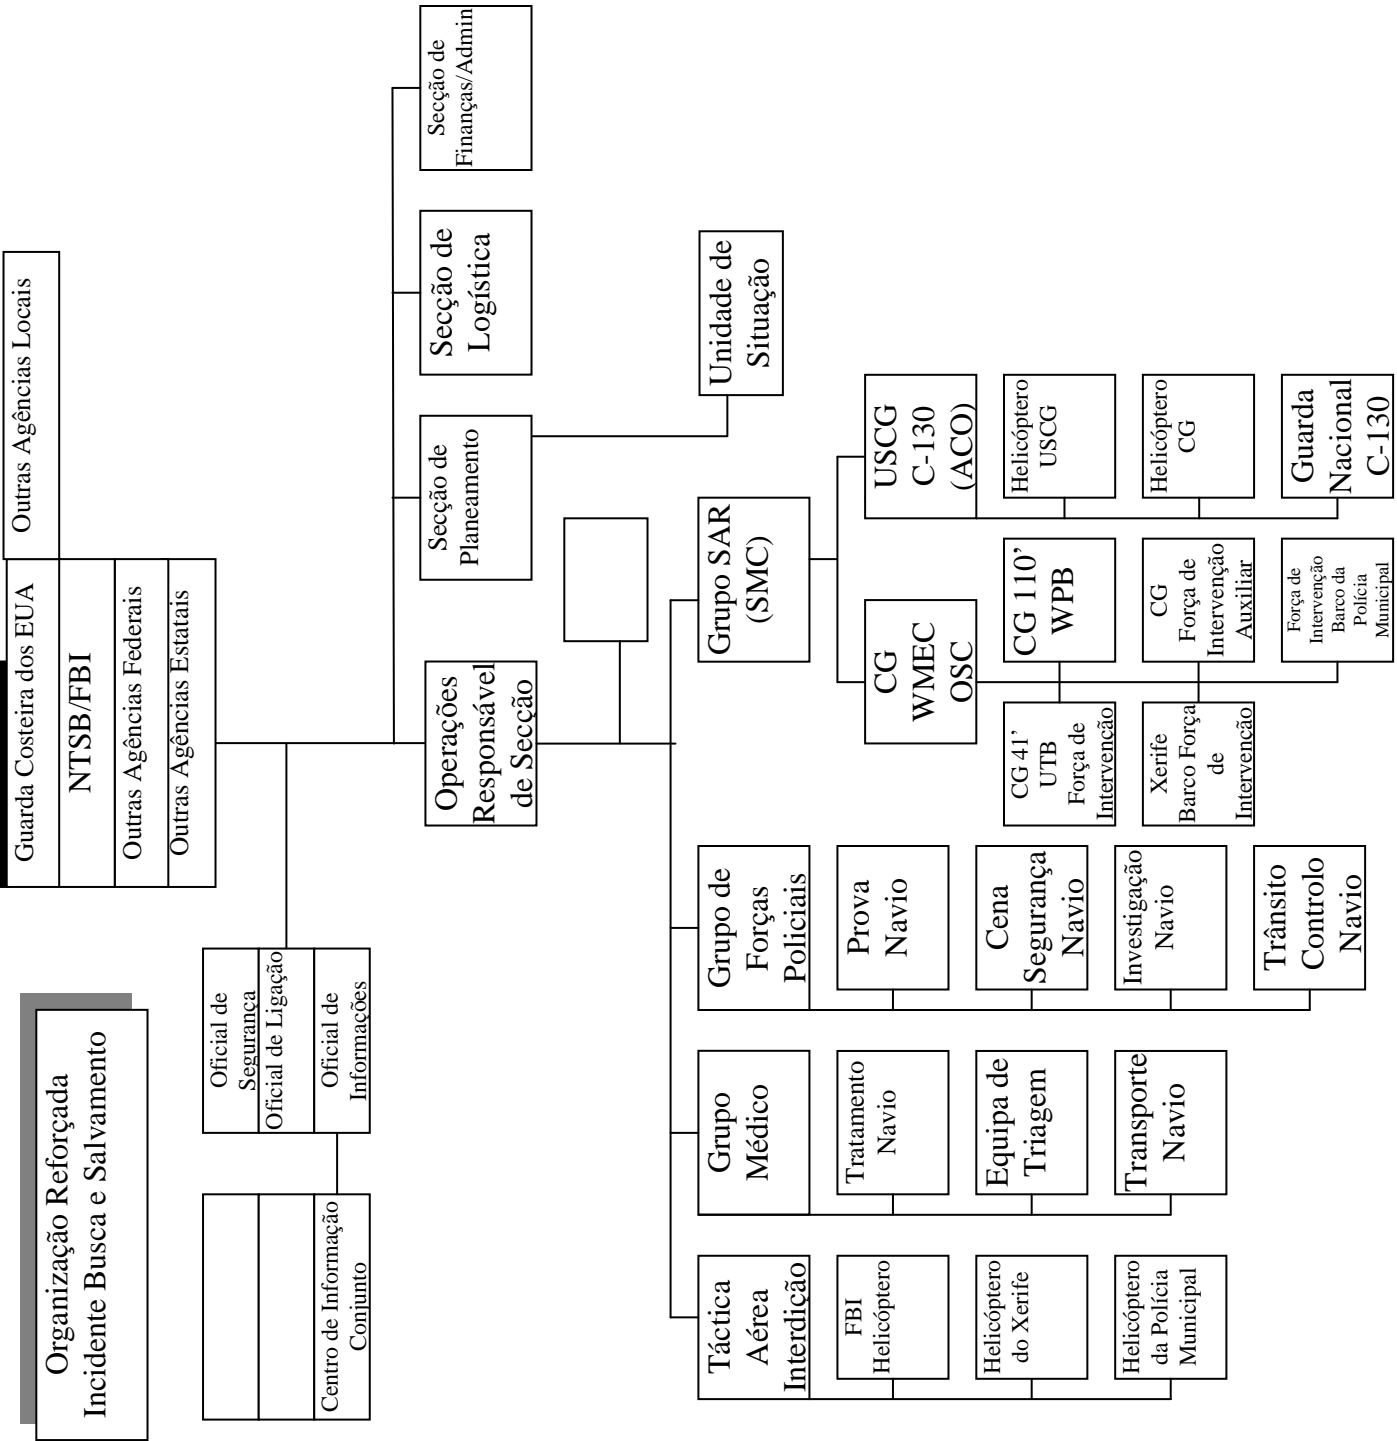 Organização Reforçada
Incidente Busca e Salvamento
Guarda Costeira dos EUA
Outras Agências Locais
NTSB/FBI
Outras Agências Federais
Outras Agências Estatais
Oficial de
Segurança
Oficial de Ligação
Oficial de
Informações
Centro de Informação
Conjunto
Secção de
Planeamento
Secção de
Logística
Secção de
Finanças/Admin
Operações
Responsável
de Secção
Unidade de
Situação
Táctica
Aérea
Interdição
Grupo
Médico
Grupo de
Forças
Policiais
Grupo SAR
(SMC)
FBI
Helicóptero
Helicóptero
do Xerife
Helicóptero
da Polícia
Municipal
Tratamento
Navio
Equipa de
Triagem
Transporte
Navio
Prova
Navio
Cena
Segurança
Navio
Investigação
Navio
Trânsito
Controlo
Navio
CG
WMEC
OSC
CG 41’
UTB
Força de
Intervenção
CG 110’
WPB
Xerife
Barco Força
de
Intervenção
CG
Força de
Intervenção
Auxiliar
Força de
Intervenção
Barco da
Polícia
Municipal
USCG
C-130
(ACO)
Helicóptero
USCG
Helicóptero
CG
Guarda
Nacional
C-130